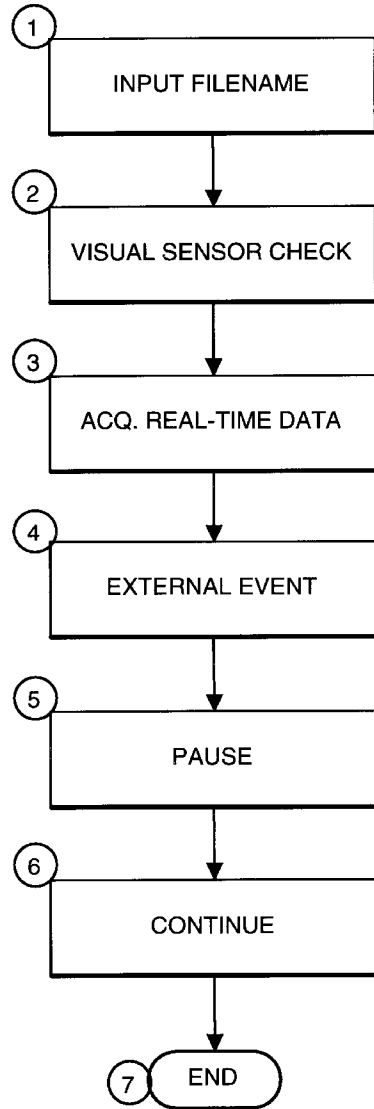 1
INPUT FILENAME
2
VISUAL SENSOR CHECK
3
ACQ. REAL-TIME DATA
4
EXTERNAL EVENT
5
PAUSE
6
CONTINUE
7
END